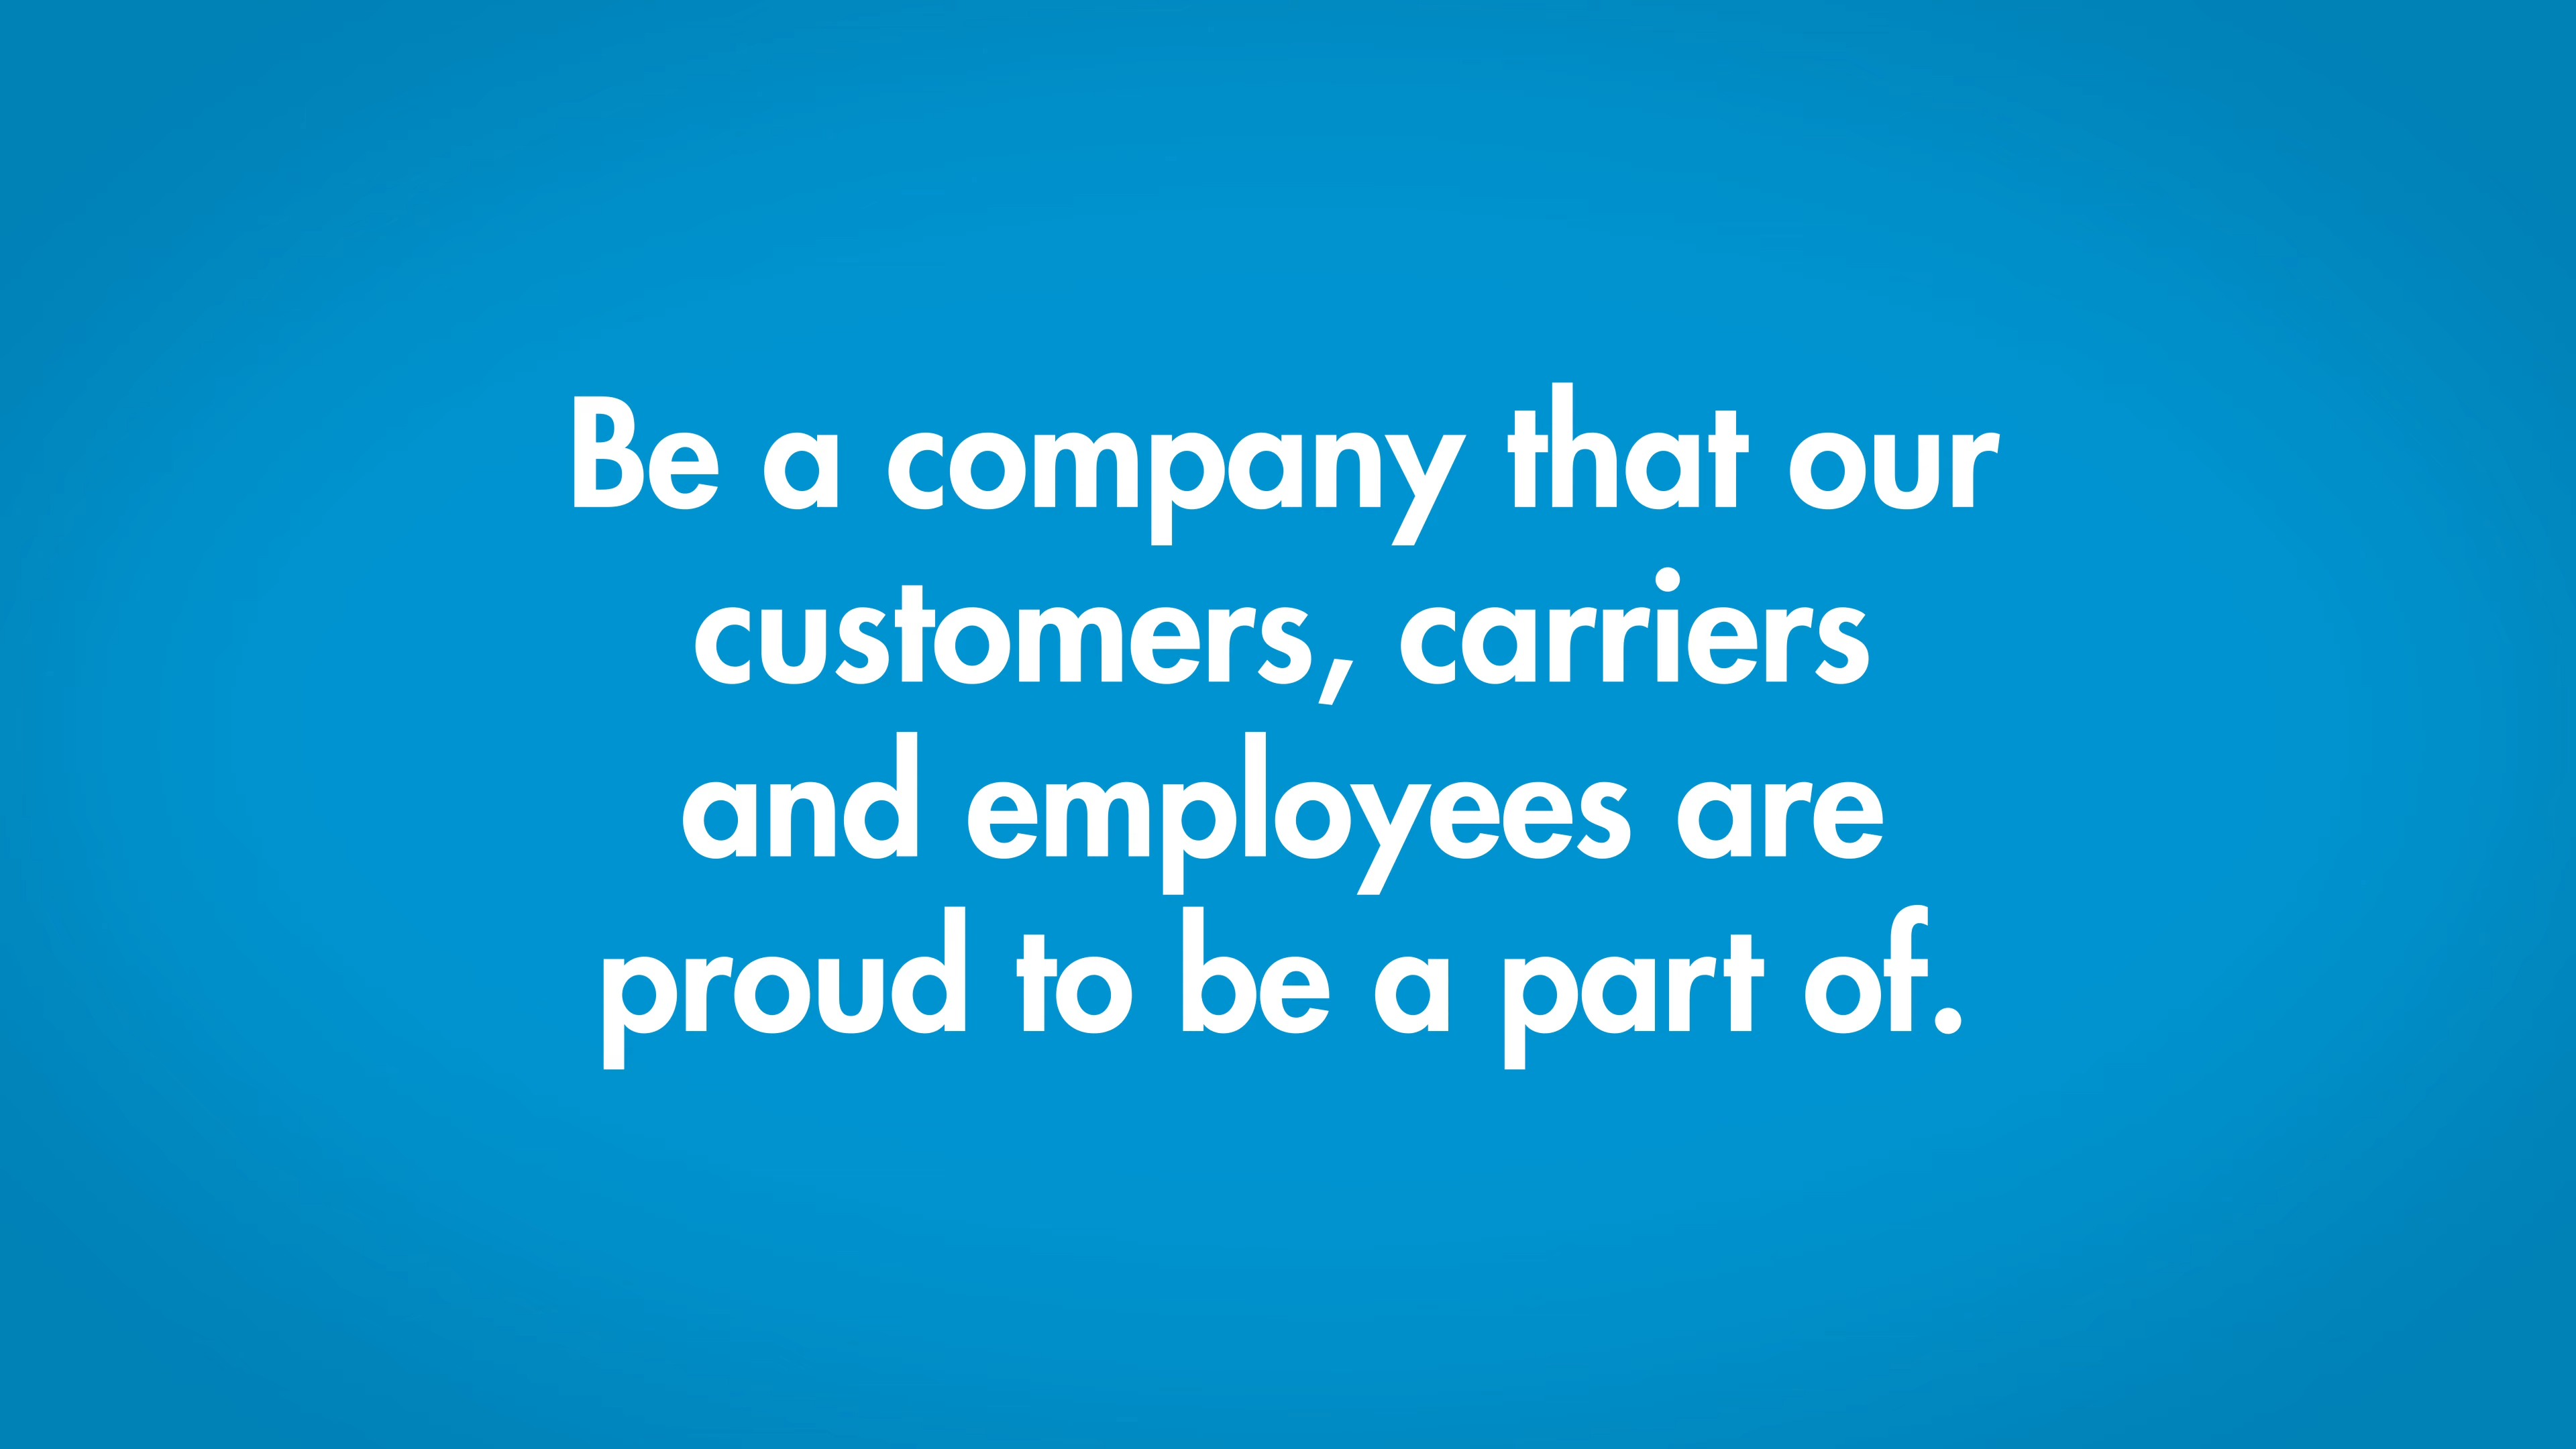 Be a company that our
customers, carriers
and employees are
proud to be a part of.